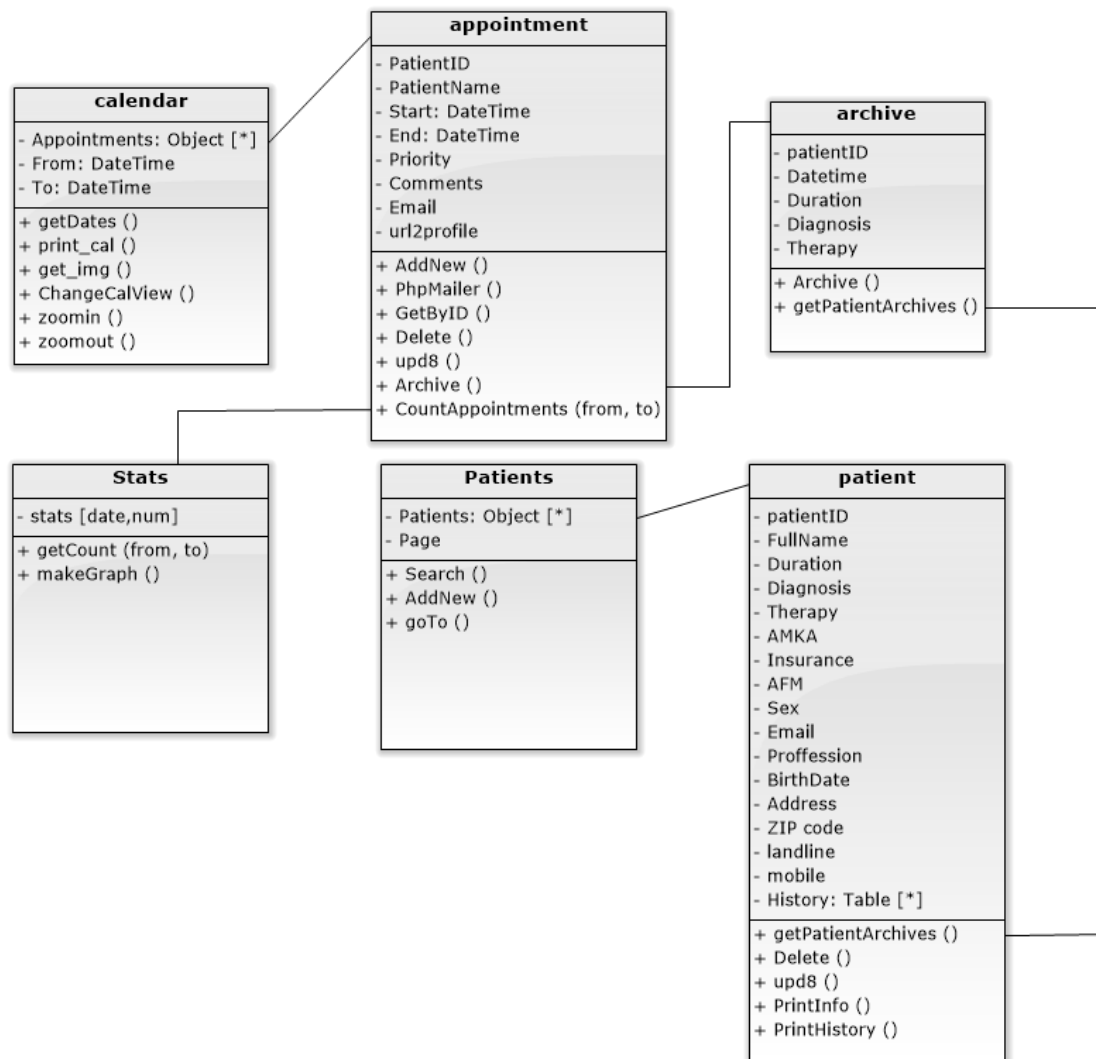 appointment
- PatientID
- PatientName
- Start: DateTime
- End: DateTime
- Priority
- Comments
- Email
- url2profile
+ AddNew ()
+ PhpMailer ()
+ GetByID ()
+ Delete ()
+ upd8 ()
+ Archive ()
+ CountAppointments (from, to)
calendar
- Appointments: Object [*]
- From: DateTime
- To: DateTime
+ getDates ()
+ print_cal ()
+ get_img ()
+ ChangeCalView ()
+ zoomin ()
+ zoomout ()
archive
- patientID
- Datetime
- Duration
- Diagnosis
- Therapy
+ Archive ()
+ getPatientArchives ()
Stats
- stats [date,num]
+ getCount (from, to)
+ makeGraph ()
Patients
- Patients: Object [*]
- Page
+ Search ()
+ AddNew ()
+ goTo ()
patient
- patientID
- FullName
- Duration
- Diagnosis
- Therapy
- AMKA
- Insurance
- AFM
- Sex
- Email
- Proffession
- BirthDate
- Address
- ZIP code
- landline
- mobile
- History: Table [*]
+ getPatientArchives ()
+ Delete ()
+ upd8 ()
+ PrintInfo ()
+ PrintHistory ()